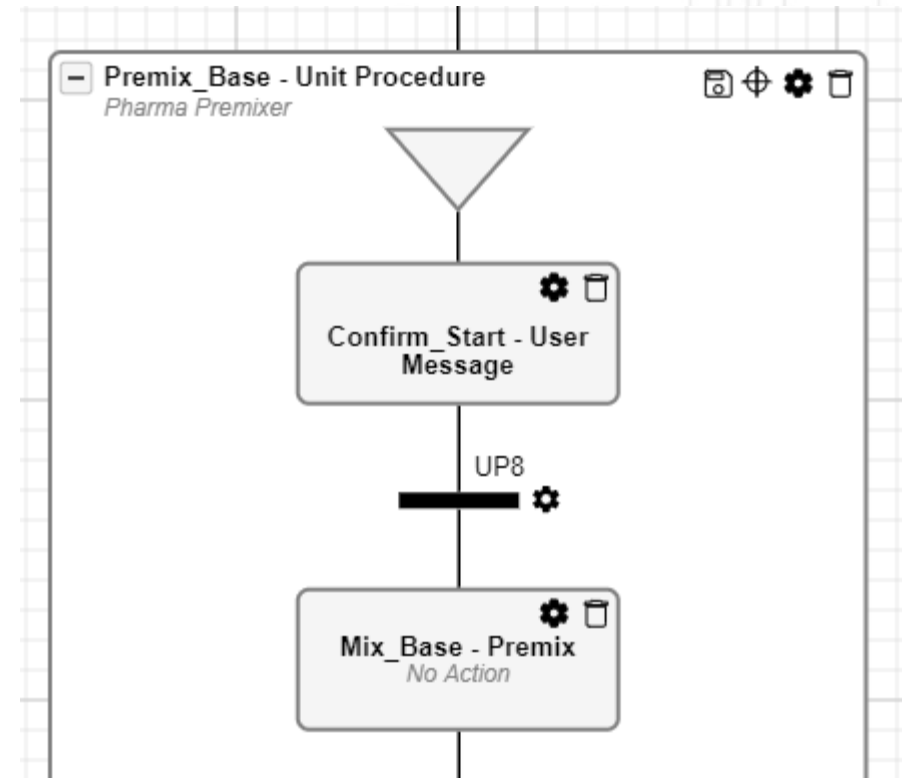 Premix_Base - Unit Procedure
Pharma Premixer
Confirm_Start - User
Message
UP8
Mix_Base - Premix
No Action